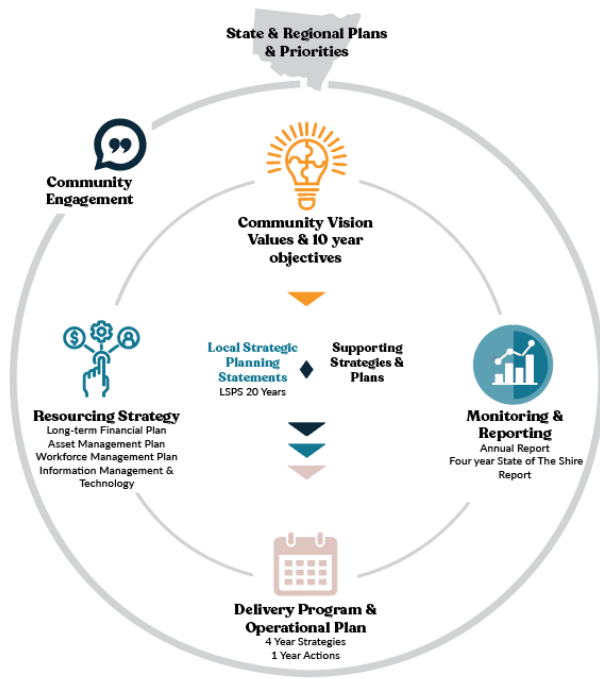 State & Regional Plans
& Priorities
Community
Engagement
Community Vision
Values & 10 year
objectives
Local Strategic
Planning
Statements
LSPS 20 Years
Supporting
Strategies &
Plans
Resourcing Strategy
Long-term Financial Plan
Asset Management Plan
Workforce Management Plan
Information Management &
Technology
Monitoring &
Reporting
Annual Report
Four year State of The Shire
Report
Delivery Program &
Operational Plan
4 Year Strategies
1 Year Actions